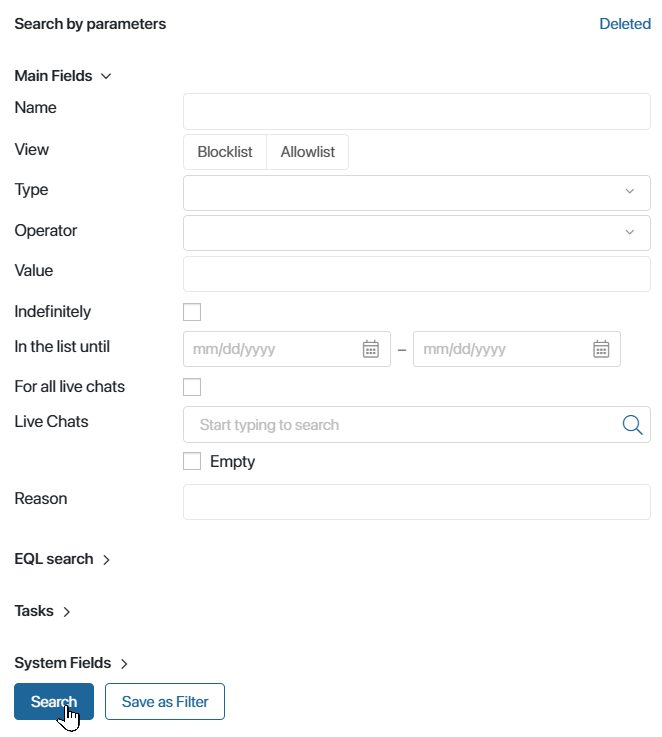 Search by parameters Deleted
Main Fields
Name
View Blocklist Allowlist
Type
Operator
Value
Indefinitely
In the list until mm/dd/yyyy – mm/dd/yyyy
For all live chats
Live Chats Start typing to search
Empty
Reason
EQL search
Tasks
System Fields
Search Save as Filter